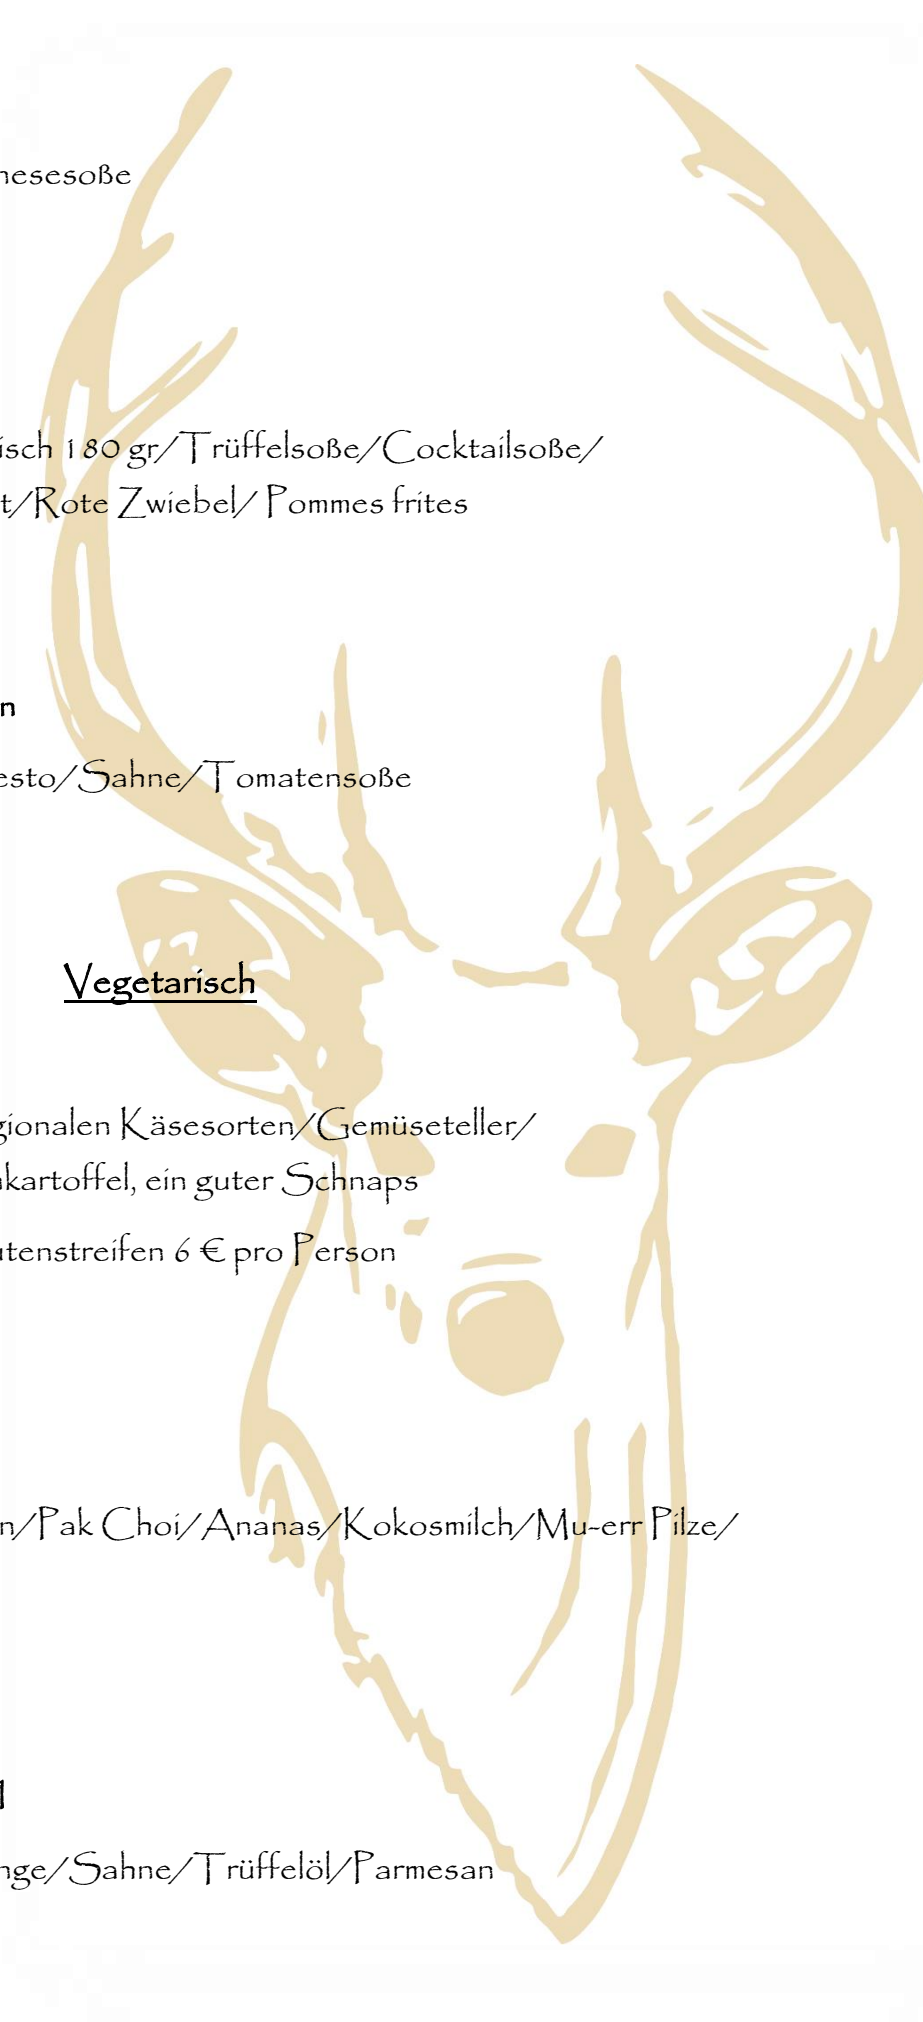 nesesoße
isch 180 gr/Trüffelsoße/Cocktailsoße/
t/Rote Zwiebel/ Pommes frites
n
esto/Sahne/Tomatensoße
Vegetarisch
gionalen Käsesorten/Gemüseteller/
kartoffel, ein guter Schnaps
utenstreifen 6 € pro Person
n/Pak Choi/Ananas/Kokosmilch/Mu-err Pilze/
nge/Sahne/Trüffelöl/Parmesan